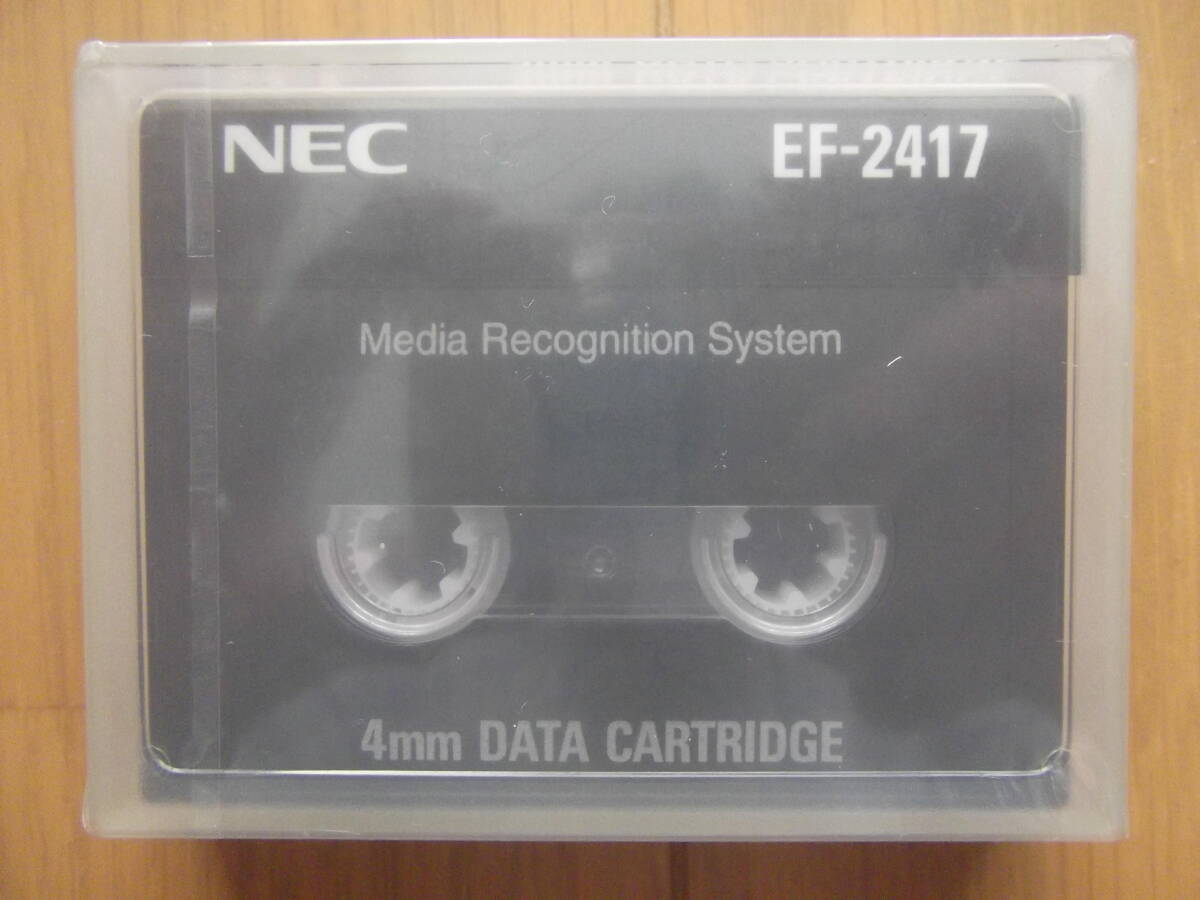 NEC
EF-2417
Media Recognition System
4mm DATA CARTRIDGE